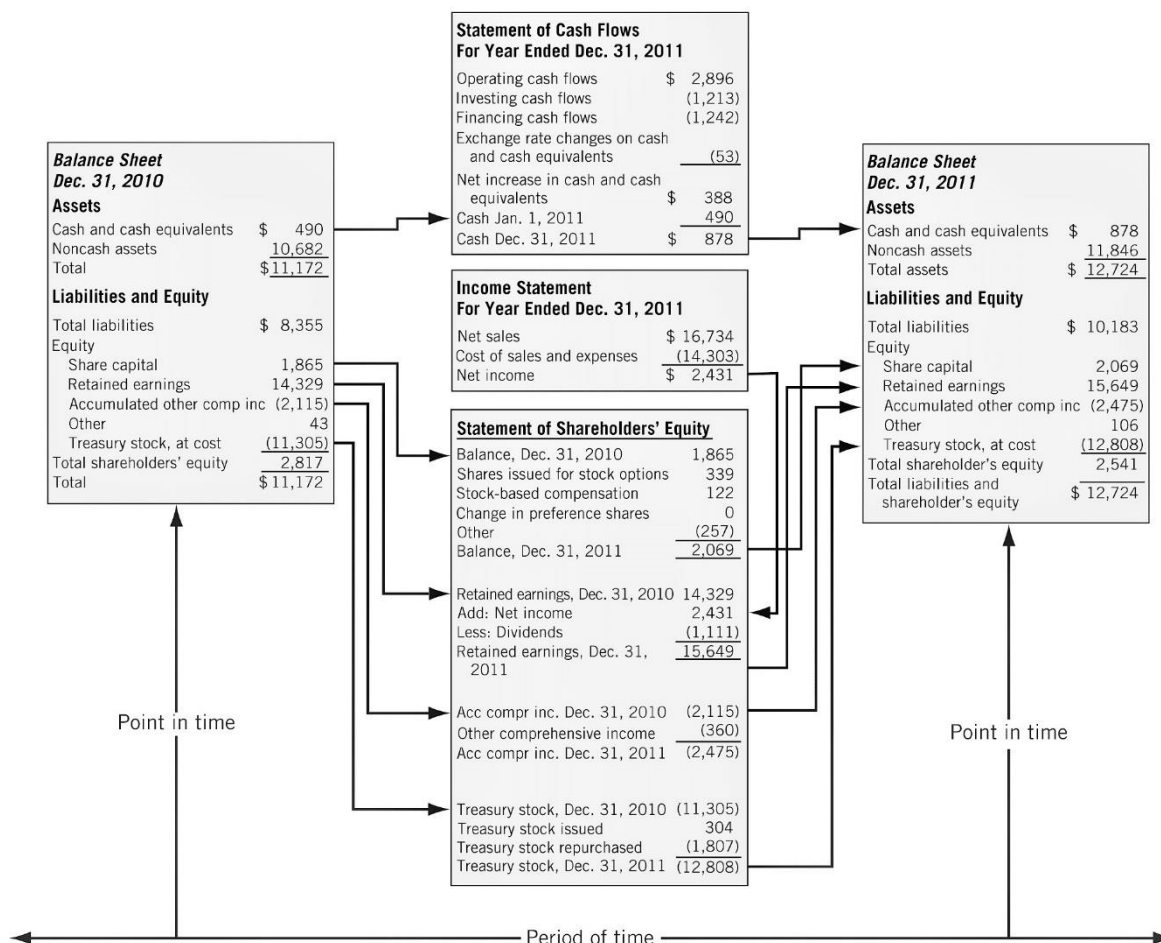 Statement of Cash Flows
For Year Ended Dec. 31, 2011
Operating cash flows $ 2,896
Investing cash flows (1,213)
Financing cash flows (1,242)
Exchange rate changes on cash
and cash equivalents (53)
Net increase in cash and cash
equivalents $ 388
Cash Jan. 1, 2011 490
Cash Dec. 31, 2011 $ 878
Balance Sheet
Dec. 31, 2010
Assets
Cash and cash equivalents $ 490
Noncash assets 10,682
Total $11,172
Liabilities and Equity
Total liabilities $ 8,355
Equity
Share capital 1,865
Retained earnings 14,329
Accumulated other comp inc (2,115)
Other 43
Treasury stock, at cost (11,305)
Total shareholders' equity 2,817
Total $11,172
Income Statement
For Year Ended Dec. 31, 2011
Net sales $ 16,734
Cost of sales and expenses (14,303)
Net income $ 2,431
Statement of Shareholders' Equity
Balance, Dec. 31, 2010 1,865
Shares issued for stock options 339
Stock-based compensation 122
Change in preference shares 0
Other (257)
Balance, Dec. 31, 2011 2,069
Retained earnings, Dec. 31, 2010 14,329
Add: Net income 2,431
Less: Dividends (1,111)
Retained earnings, Dec. 31, 15,649
2011
Acc compr inc. Dec. 31, 2010 (2,115)
Other comprehensive income (360)
Acc compr inc. Dec. 31, 2011 (2,475)
Treasury stock, Dec. 31, 2010 (11,305)
Treasury stock issued 304
Treasury stock repurchased (1,807)
Treasury stock, Dec. 31, 2011 (12,808)
Balance Sheet
Dec. 31, 2011
Assets
Cash and cash equivalents $ 878
Noncash assets 11,846
Total assets $ 12,724
Liabilities and Equity
Total liabilities $ 10,183
Equity
Share capital 2,069
Retained earnings 15,649
Accumulated other comp inc (2,475)
Other 106
Treasury stock, at cost (12,808)
Total shareholder's equity 2,541
Total liabilities and
shareholder's equity $ 12,724
Point in time
Point in time
Period of time